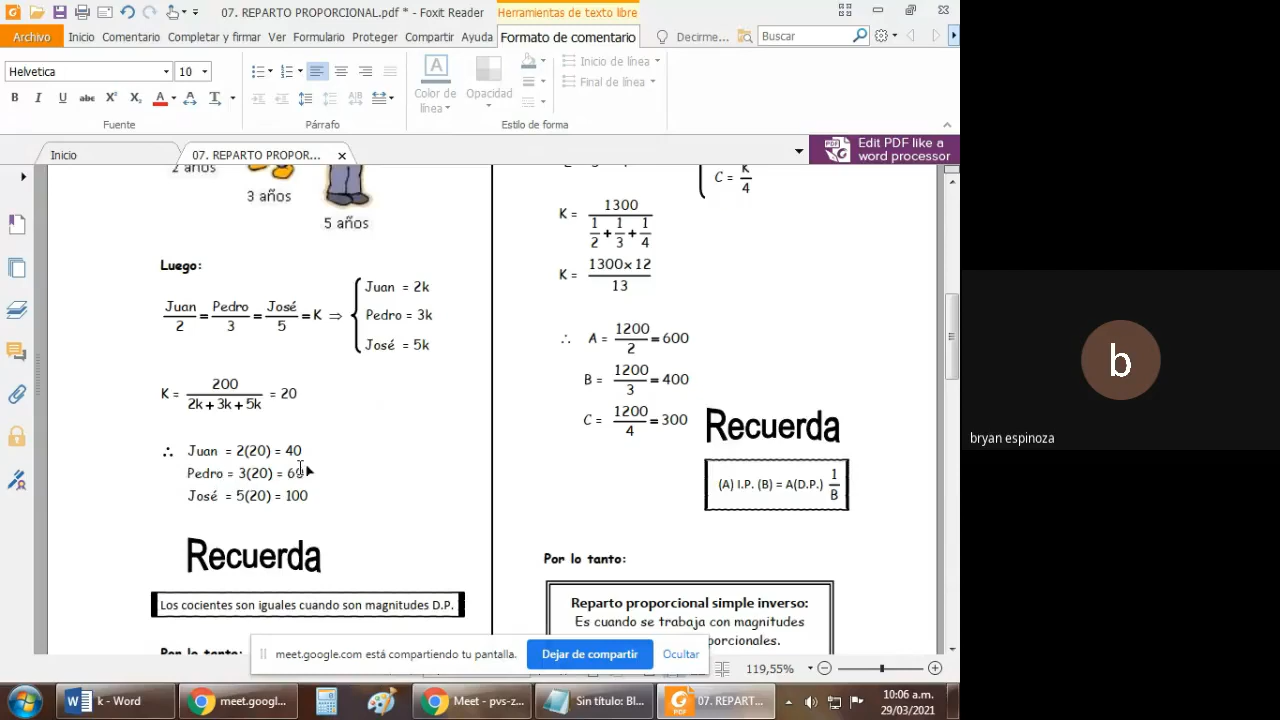 07. REPARTO PROPORCIONAL.pdf * - Foxit Reader
Herramientas de texto libre
Archivo
Inicio
Comentario
Completar y firmar
Ver
Formulario
Proteger
Compartir
Ayuda
Formato de comentario
Decirme...
Buscar
Helvetica
10
Fuente
Párrafo
Color de línea
Opacidad
Inicio de línea
Final de línea
Estilo de forma
Inicio
07. REPARTO PROPOR...
Edit PDF like a
word processor
2 años
3 años
5 años
Luego:
Juan/2 = Pedro/3 = José/5 = K ⇒
Juan = 2k
Pedro = 3k
José = 5k
K = 200/(2k + 3k + 5k) = 20
∴ Juan = 2(20) = 40
Pedro = 3(20) =
José = 5(20) = 100
Recuerda
Los cocientes son iguales cuando son magnitudes D.P.
Por lo tanto:
C = K/4
K = 1300/(1/2 + 1/3 + 1/4)
K = 1300 x 12/13
∴ A = 1200/2 = 600
B = 1200/3 = 400
C = 1200/4 = 300
Recuerda
(A) I.P. (B) = A(D.P.) 1/B
Por lo tanto:
Reparto proporcional simple inverso:
Es cuando se trabaja con magnitudes
porcionales.
meet.google.com está compartiendo tu pantalla.
Dejar de compartir
Ocultar
119,55%
k - Word
meet.googl...
Meet - pvs-z...
Sin título: Bl...
07. REPART...
10:06 a.m.
29/03/2021
b
bryan espinoza